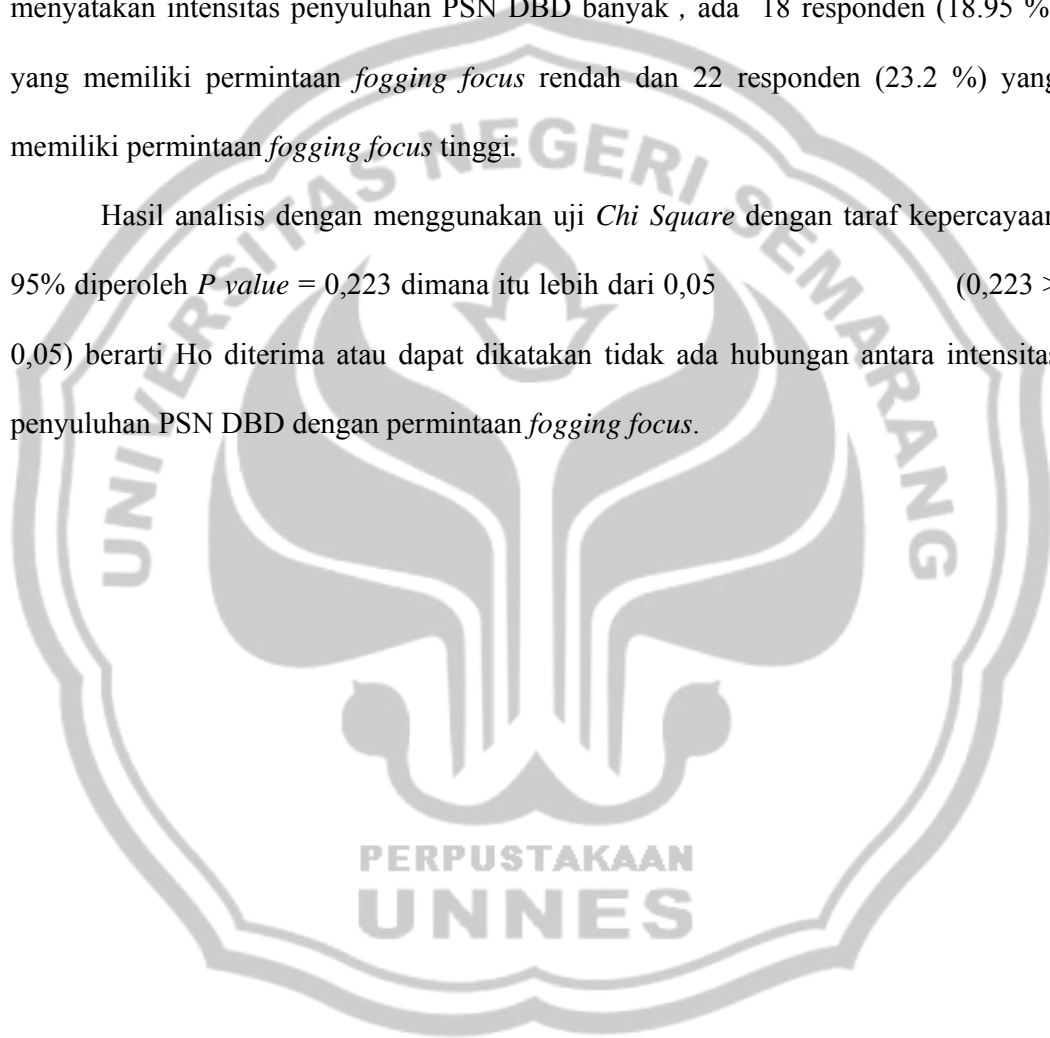 menyatakan intensitas penyuluhan PSN DBD banyak , ada 18 responden (18.95 %
yang memiliki permintaan fogging focus rendah dan 22 responden (23.2 %) yang
memiliki permintaan fogging focus tinggi.
Hasil analisis dengan menggunakan uji Chi Square dengan taraf kepercayaan
95% diperoleh P value = 0,223 dimana itu lebih dari 0,05 (0,223 >
0,05) berarti Ho diterima atau dapat dikatakan tidak ada hubungan antara intensitas
penyuluhan PSN DBD dengan permintaan fogging focus.
UNIVERSITAS NEGERI SEMARANG
PERPUSTAKAAN
UNNES